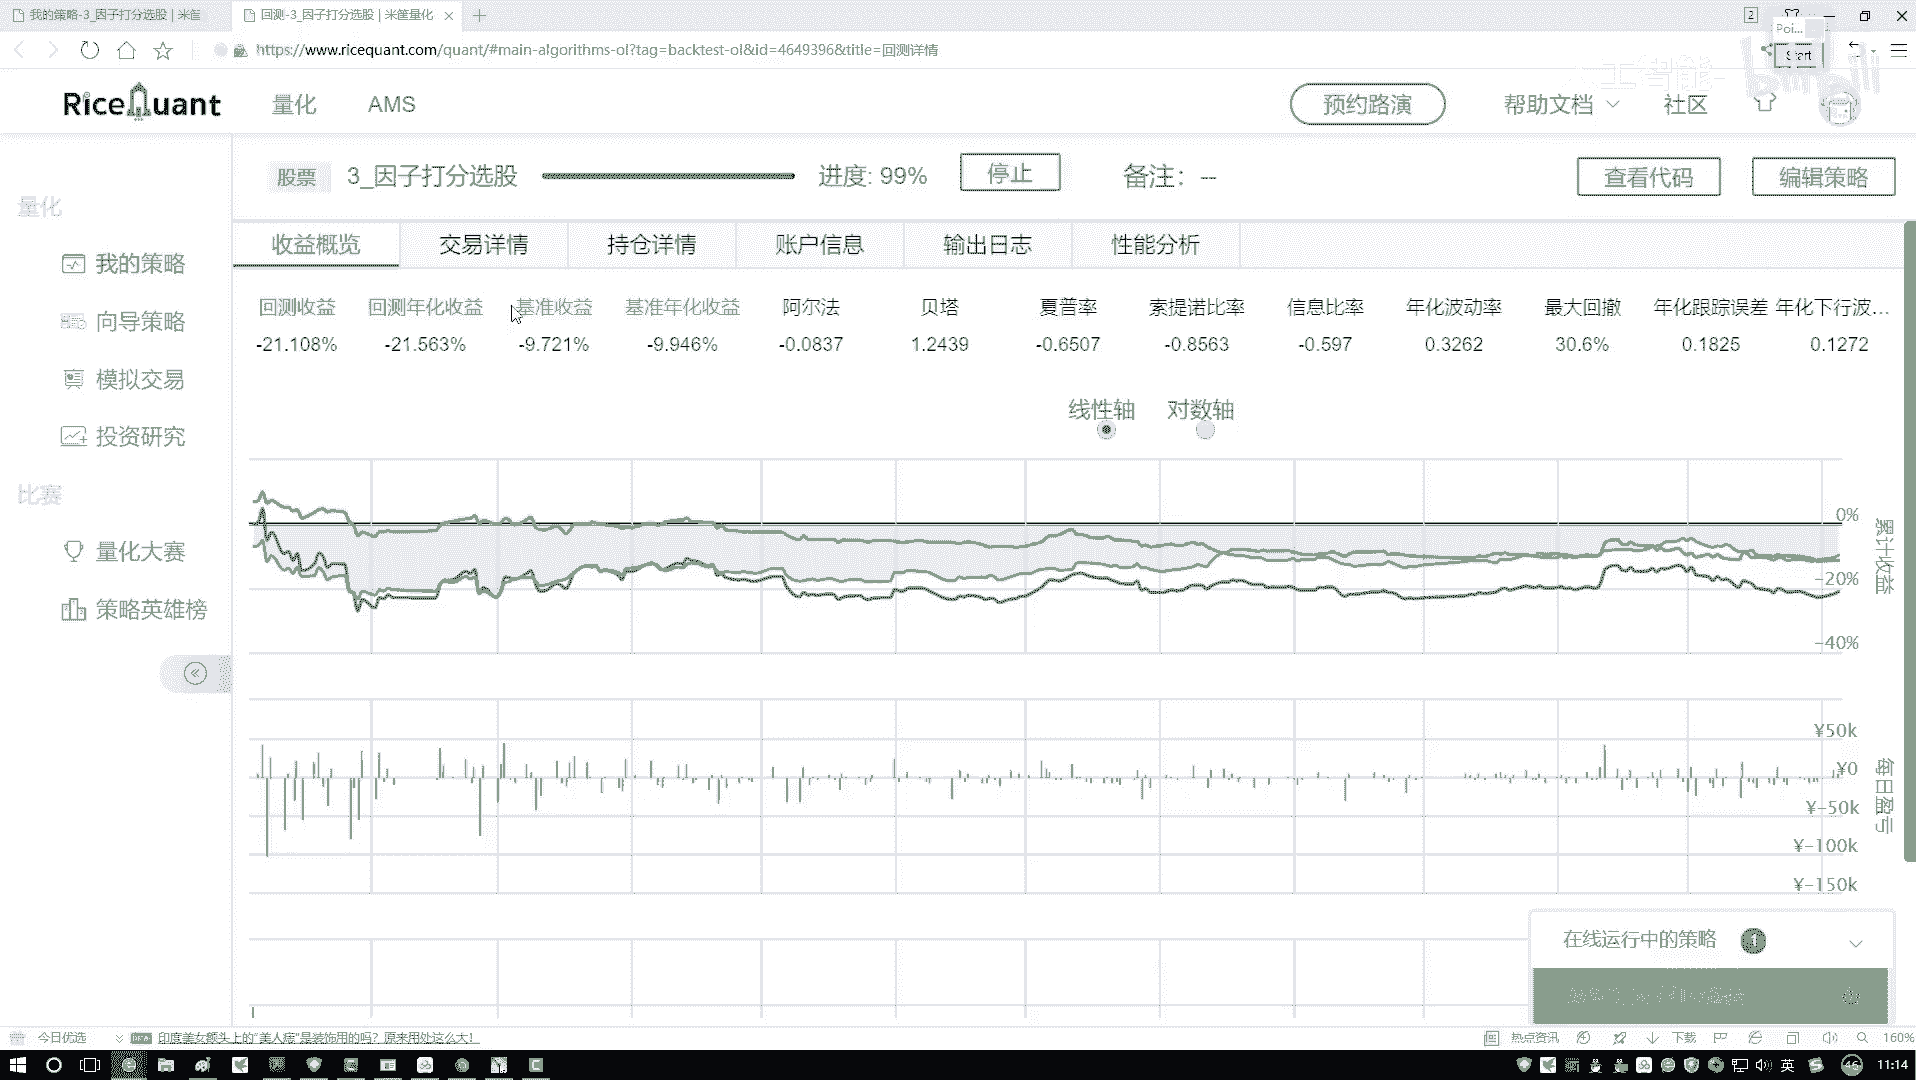 我的策略-3_因子打分选股 | 米筐
回测-3_因子打分选股 | 米筐量化
2
https://www.ricequant.com/quant/#main-algorithms-ol?tag=backtest-ol&id=4649396&title=回测详情
Poi...
Start
RiceQuant
量化
AMS
预约路演
帮助文档
社区
人工智能
bilibili
股票
3_因子打分选股
进度: 99%
停止
备注: --
查看代码
编辑策略
量化
我的策略
向导策略
模拟交易
投资研究
比赛
量化大赛
策略英雄榜
收益概览
交易详情
持仓详情
账户信息
输出日志
性能分析
回测收益 回测年化收益 基准收益 基准年化收益 阿尔法 贝塔 夏普率 索提诺比率 信息比率 年化波动率 最大回撤 年化跟踪误差 年化下行波...
-21.108% -21.563% -9.721% -9.946% -0.0837 1.2439 -0.6507 -0.8563 -0.597 0.3262 30.6% 0.1825 0.1272
线性轴 对数轴
0%
-20%
-40%
累计收益
¥50k
¥0
¥-50k
¥-100k
¥-150k
每日盈亏
在线运行中的策略 1
今日优选
印度美女额头上的“美人痣”是装饰用的吗？原来用处这么大！
热点资讯
下载
160%
英
46
11:14